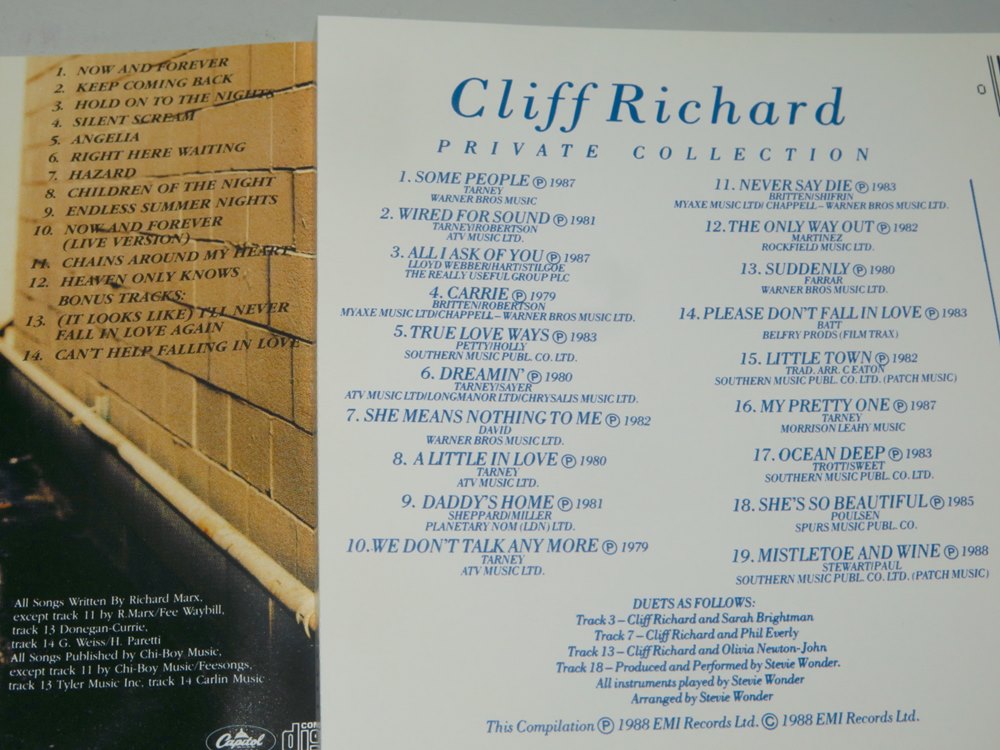 1. NOW AND FOREVER
2. KEEP COMING BACK
3. HOLD ON TO THE NIGHTS
4. SILENT SCREAM
5. ANGELIA
6. RIGHT HERE WAITING
7. HAZARD
8. CHILDREN OF THE NIGHT
9. ENDLESS SUMMER NIGHTS
10. NOW AND FOREVER
(LIVE VERSION)
11. CHAINS AROUND MY HEART
12. HEAVEN ONLY KNOWS
BONUS TRACKS:
13. (IT LOOKS LIKE) I'LL NEVER
FALL IN LOVE AGAIN
14. CAN'T HELP FALLING IN LOVE
All Songs Written By Richard Marx,
except track 11 by R.Marx/Fee Waybill,
track 13 Donegan-Currie,
track 14 G. Weiss/H. Paretti
All Songs Published by Chi-Boy Music,
except track 11 by Chi-Boy Music/Feesongs,
track 13 Tyler Music Inc, track 14 Carlin Music
Capitol
COM
dis
Cliff Richard
PRIVATE COLLECTION
1. SOME PEOPLE Ⓟ 1987
TARNEY
WARNER BROS MUSIC
2. WIRED FOR SOUND Ⓟ 1981
TARNEY/ROBERTSON
ATV MUSIC LTD.
3. ALL I ASK OF YOU Ⓟ 1987
LLOYD WEBBER/HART/STILGOE
THE REALLY USEFUL GROUP PLC
4. CARRIE Ⓟ 1979
BRITTEN/ROBERTSON
MYAXE MUSIC LTD/CHAPPELL – WARNER BROS MUSIC LTD.
5. TRUE LOVE WAYS Ⓟ 1983
PETTY/HOLLY
SOUTHERN MUSIC PUBL. CO. LTD.
6. DREAMIN' Ⓟ 1980
TARNEY/SAYER
ATV MUSIC LTD/LONGMANOR LTD/CHRYSALIS MUSIC LTD.
7. SHE MEANS NOTHING TO ME Ⓟ 1982
DAVID
WARNER BROS MUSIC LTD.
8. A LITTLE IN LOVE Ⓟ 1980
TARNEY
ATV MUSIC LTD.
9. DADDY'S HOME Ⓟ 1981
SHEPPARD/MILLER
PLANETARY NOM (LDN) LTD.
10. WE DON'T TALK ANY MORE Ⓟ 1979
TARNEY
ATV MUSIC LTD.
11. NEVER SAY DIE Ⓟ 1983
BRITTEN/SHIFRIN
MYAXE MUSIC LTD/ CHAPPELL – WARNER BROS MUSIC LTD.
12. THE ONLY WAY OUT Ⓟ 1982
MARTINEZ
ROCKFIELD MUSIC LTD.
13. SUDDENLY Ⓟ 1980
FARRAR
WARNER BROS MUSIC LTD.
14. PLEASE DON'T FALL IN LOVE Ⓟ 1983
BATT
BELFRY PRODS (FILM TRAX)
15. LITTLE TOWN Ⓟ 1982
TRAD. ARR. C EATON
SOUTHERN MUSIC PUBL. CO. LTD. (PATCH MUSIC)
16. MY PRETTY ONE Ⓟ 1987
TARNEY
MORRISON LEAHY MUSIC
17. OCEAN DEEP Ⓟ 1983
TROTT/SWEET
SOUTHERN MUSIC PUBL. CO. LTD.
18. SHE'S SO BEAUTIFUL Ⓟ 1985
POULSEN
SPURS MUSIC PUBL. CO.
19. MISTLETOE AND WINE Ⓟ 1988
STEWART/PAUL
SOUTHERN MUSIC PUBL. CO. LTD. (PATCH MUSIC)
DUETS AS FOLLOWS:
Track 3 – Cliff Richard and Sarah Brightman
Track 7 – Cliff Richard and Phil Everly
Track 13 – Cliff Richard and Olivia Newton-John
Track 18 – Produced and Performed by Stevie Wonder.
All instruments played by Stevie Wonder
Arranged by Stevie Wonder
This Compilation Ⓟ 1988 EMI Records Ltd. © 1988 EMI Records Ltd.
0